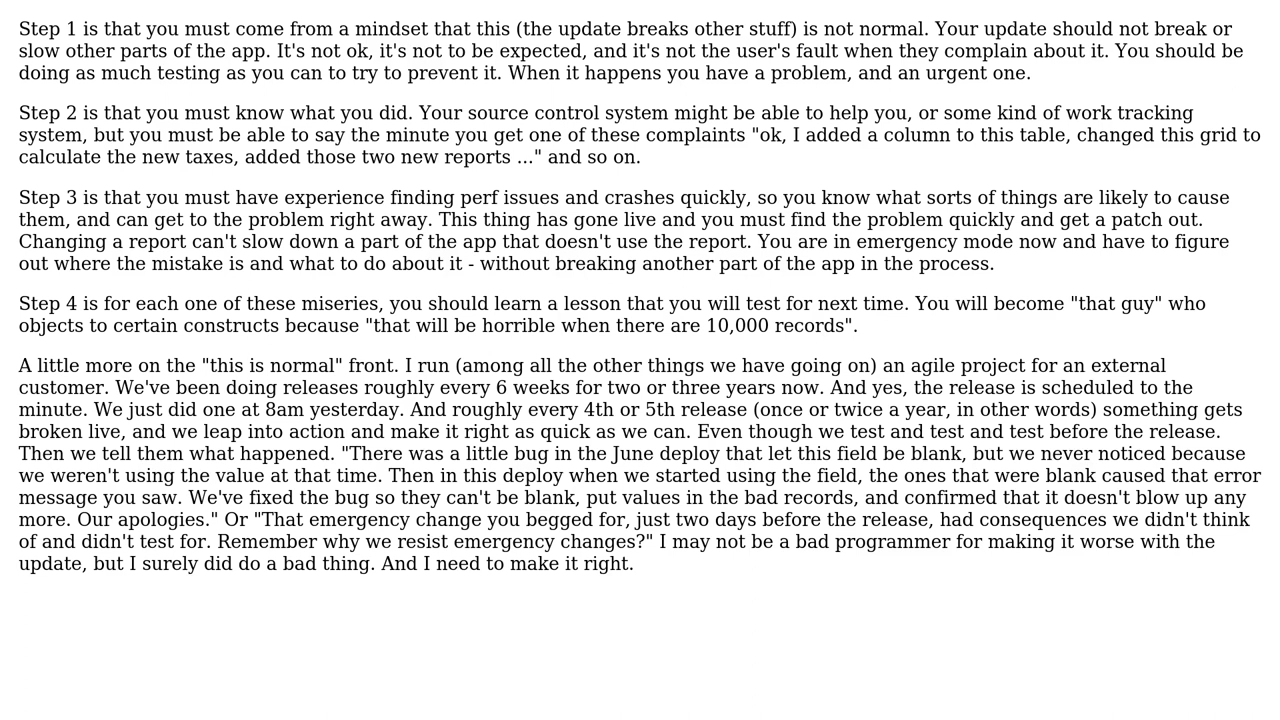 Step 1 is that you must come from a mindset that this (the update breaks other stuff) is not normal. Your update should not break or
slow other parts of the app. It's not ok, it's not to be expected, and it's not the user's fault when they complain about it. You should be
doing as much testing as you can to try to prevent it. When it happens you have a problem, and an urgent one.
Step 2 is that you must know what you did. Your source control system might be able to help you, or some kind of work tracking
system, but you must be able to say the minute you get one of these complaints "ok, I added a column to this table, changed this grid to
calculate the new taxes, added those two new reports ..." and so on.
Step 3 is that you must have experience finding perf issues and crashes quickly, so you know what sorts of things are likely to cause
them, and can get to the problem right away. This thing has gone live and you must find the problem quickly and get a patch out.
Changing a report can't slow down a part of the app that doesn't use the report. You are in emergency mode now and have to figure
out where the mistake is and what to do about it - without breaking another part of the app in the process.
Step 4 is for each one of these miseries, you should learn a lesson that you will test for next time. You will become "that guy" who
objects to certain constructs because "that will be horrible when there are 10,000 records".
A little more on the "this is normal" front. I run (among all the other things we have going on) an agile project for an external
customer. We've been doing releases roughly every 6 weeks for two or three years now. And yes, the release is scheduled to the
minute. We just did one at 8am yesterday. And roughly every 4th or 5th release (once or twice a year, in other words) something gets
broken live, and we leap into action and make it right as quick as we can. Even though we test and test and test before the release.
Then we tell them what happened. "There was a little bug in the June deploy that let this field be blank, but we never noticed because
we weren't using the value at that time. Then in this deploy when we started using the field, the ones that were blank caused that error
message you saw. We've fixed the bug so they can't be blank, put values in the bad records, and confirmed that it doesn't blow up any
more. Our apologies." Or "That emergency change you begged for, just two days before the release, had consequences we didn't think
of and didn't test for. Remember why we resist emergency changes?" I may not be a bad programmer for making it worse with the
update, but I surely did do a bad thing. And I need to make it right.